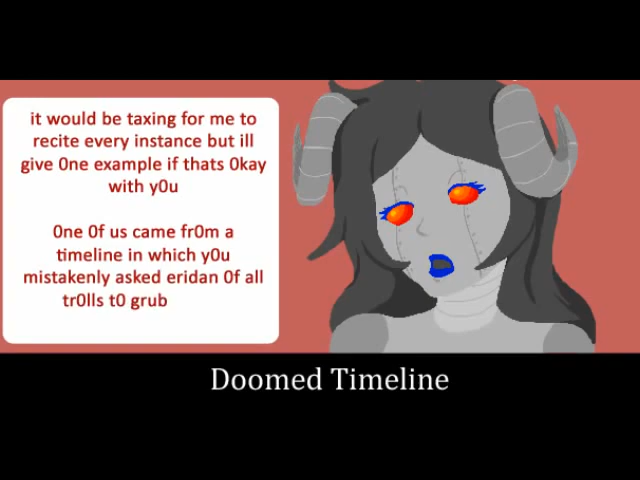 it would be taxing for me to
recite every instance but ill
give 0ne example if thats 0kay
with y0u
0ne 0f us came fr0m a
timeline in which y0u
mistakenly asked eridan 0f all
tr0lls t0 grub
Doomed Timeline